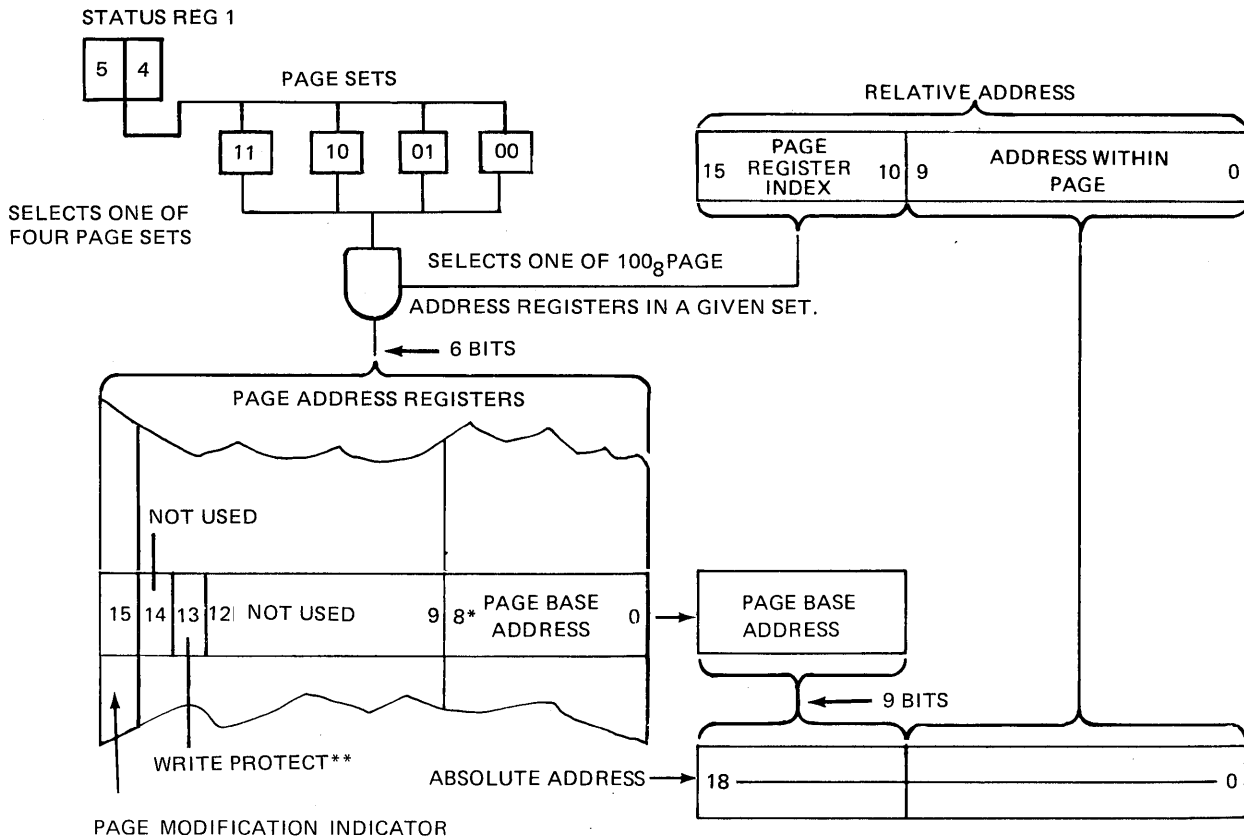 STATUS REG 1
5 4
PAGE SETS
11 10 01 00
SELECTS ONE OF
FOUR PAGE SETS
RELATIVE ADDRESS
15 PAGE REGISTER INDEX 10
9 ADDRESS WITHIN PAGE 0
SELECTS ONE OF 100₈ PAGE
ADDRESS REGISTERS IN A GIVEN SET.
6 BITS
PAGE ADDRESS REGISTERS
NOT USED
15 14 13 12 NOT USED 9 8* PAGE BASE ADDRESS 0
PAGE BASE
ADDRESS
9 BITS
WRITE PROTECT**
ABSOLUTE ADDRESS
18 0
PAGE MODIFICATION INDICATOR